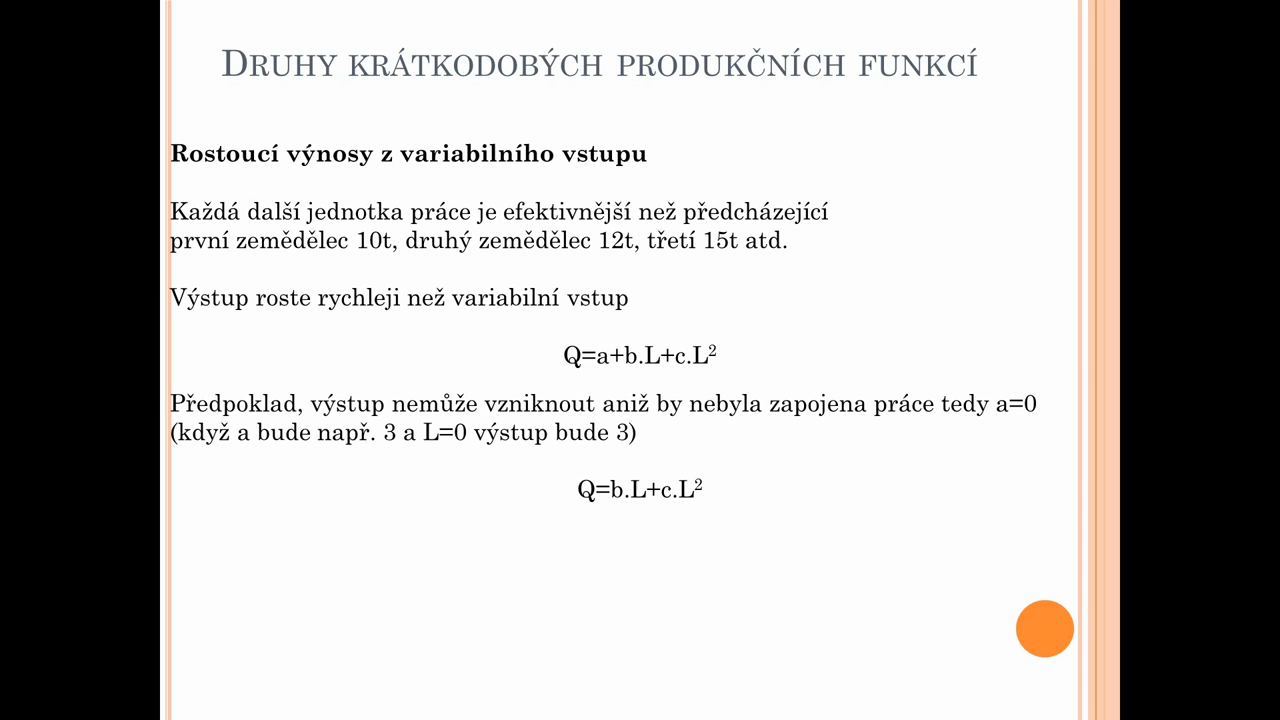 Druhy krátkodobých produkčních funkcí
Rostoucí výnosy z variabilního vstupu
Každá další jednotka práce je efektivnější než předcházející
první zemědělec 10t, druhý zemědělec 12t, třetí 15t atd.
Výstup roste rychleji než variabilní vstup
Q=a+b.L+c.L²
Předpoklad, výstup nemůže vzniknout aniž by nebyla zapojena práce tedy a=0
(když a bude např. 3 a L=0 výstup bude 3)
Q=b.L+c.L²